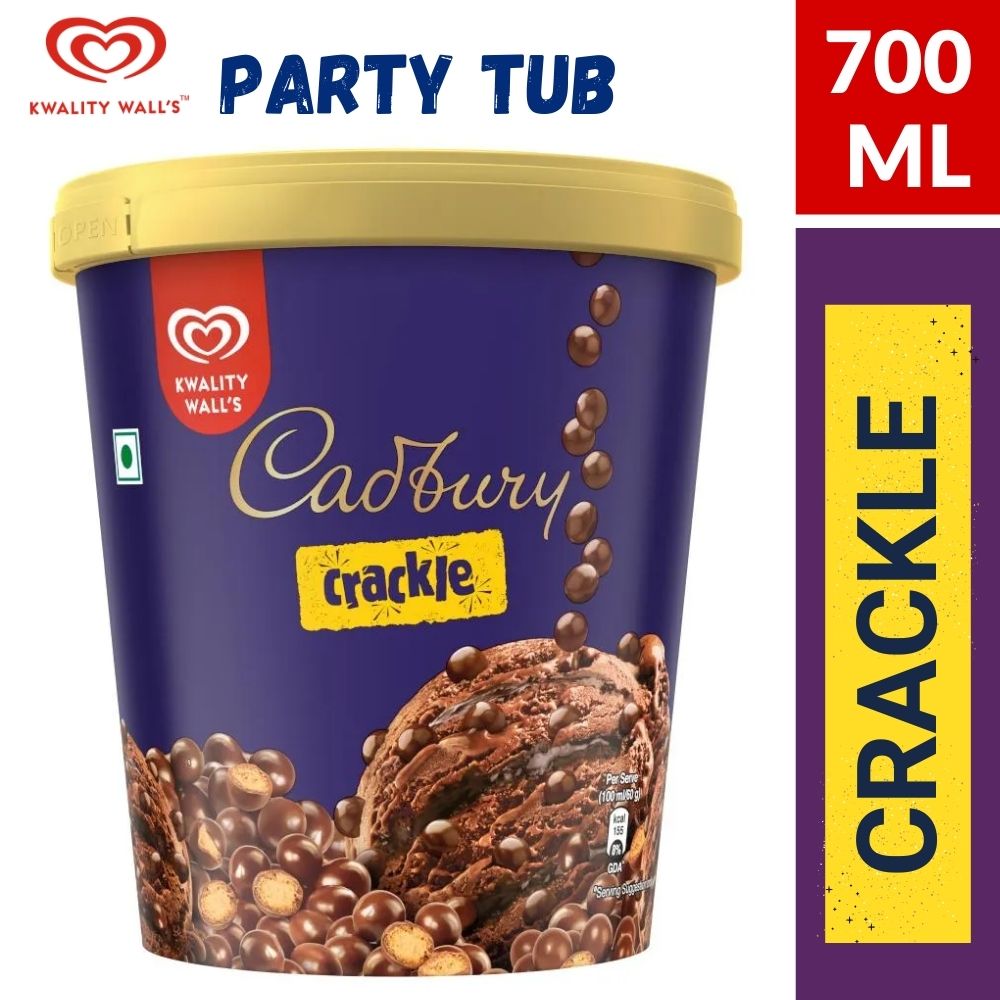 KWALITY WALL'S™
PARTY TUB
700
ML
OPEN
KWALITY
WALL'S
Cadbury
crackle
Per Serve
(100 ml/60 g)
kcal
155
8%
GDA*
*Serving Suggestion
CRACKLE